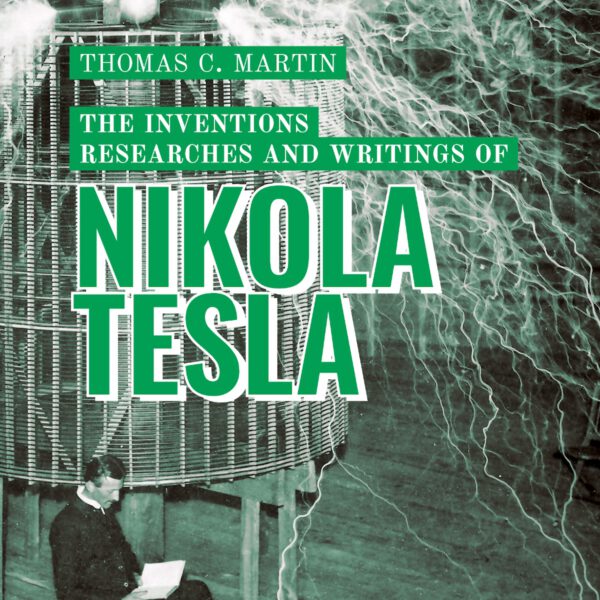 THOMAS C. MARTIN
THE INVENTIONS
RESEARCHES AND WRITINGS OF
NIKOLA
TESLA